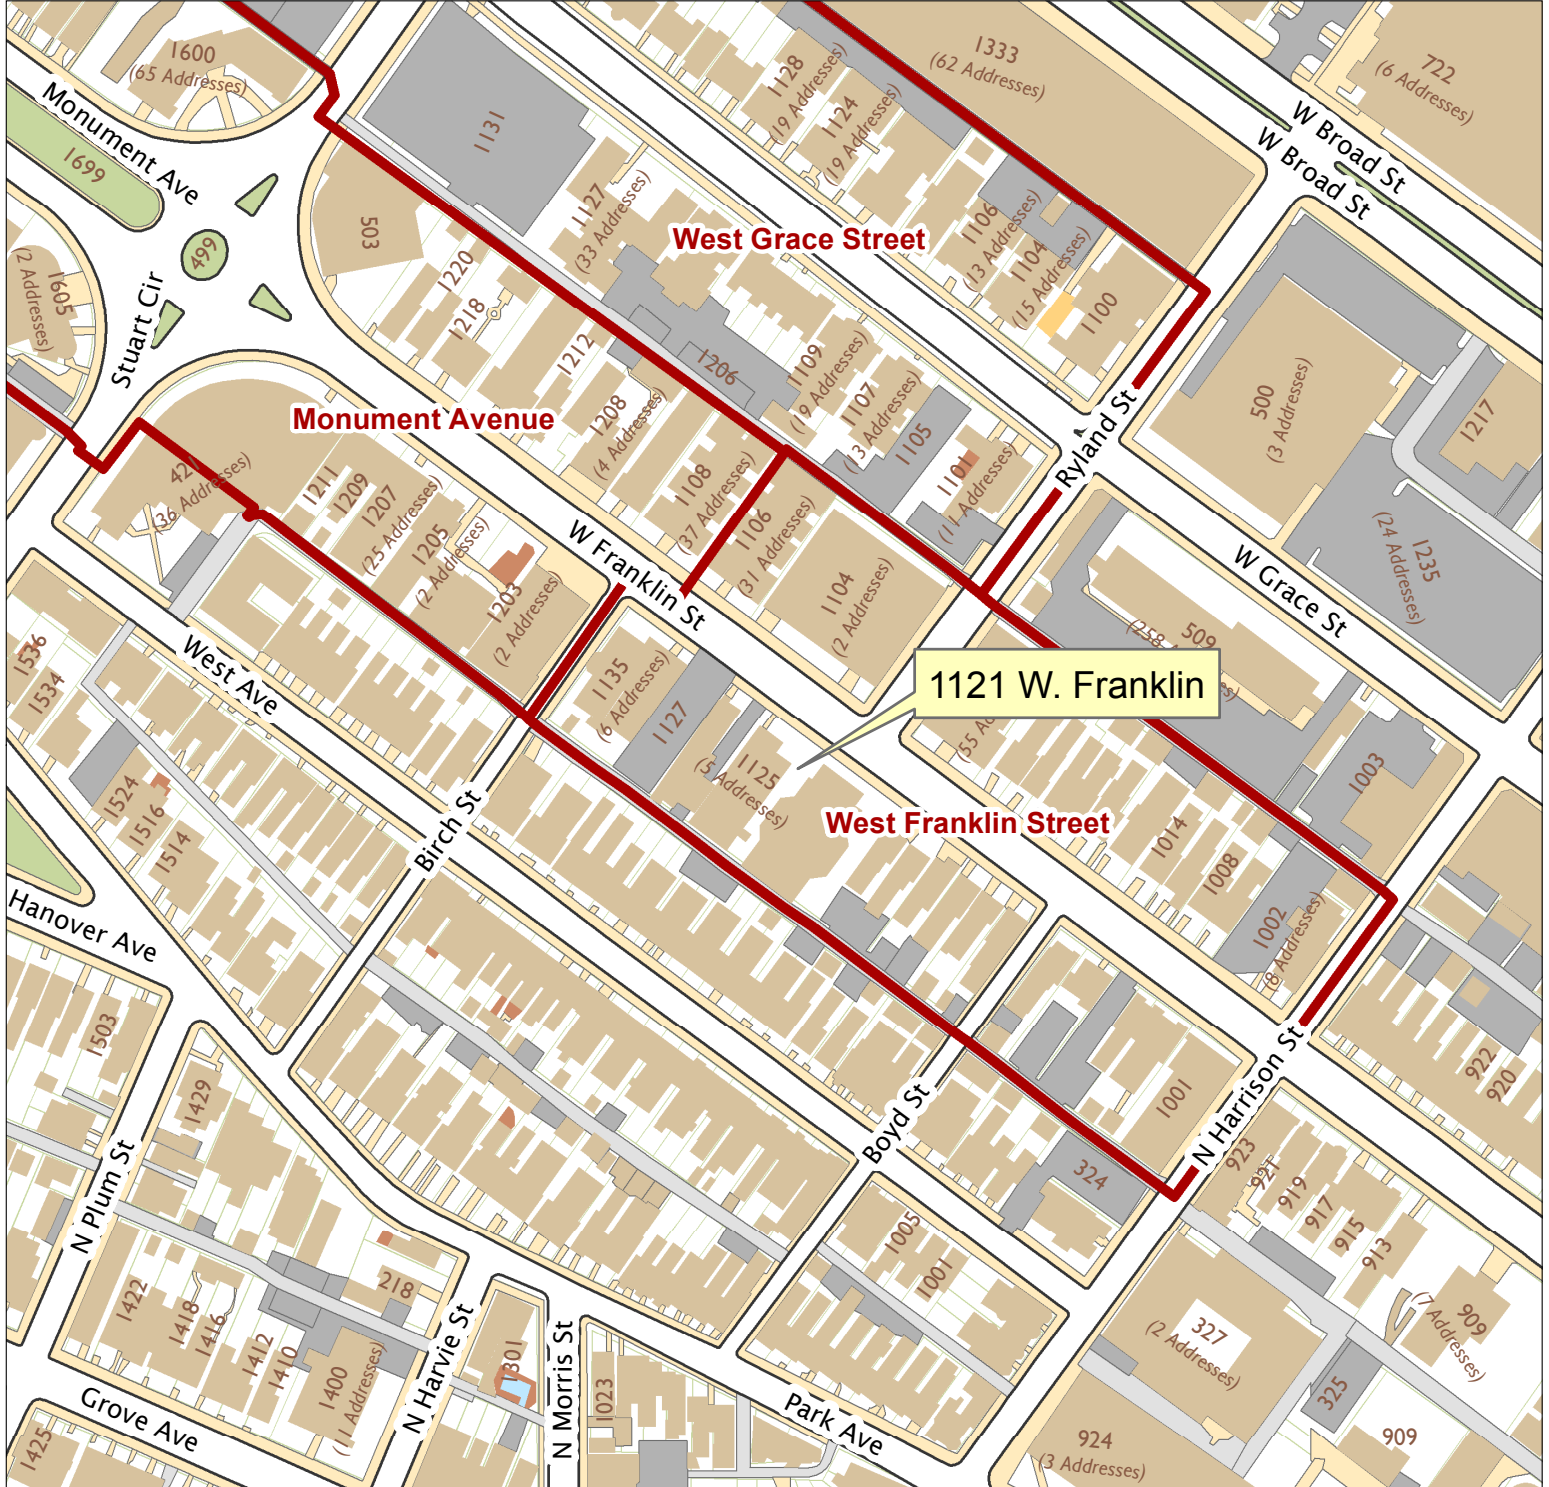 1600
(65 Addresses)
Monument Ave
1699
499
1605
(2 Addresses)
Stuart Cir
1131
503
1127
(33 Addresses)
1128
(19 Addresses)
1124
(19 Addresses)
1333
(62 Addresses)
722
(6 Addresses)
W Broad St
W Broad St
West Grace Street
1106
(13 Addresses)
1104
(15 Addresses)
1100
1220
1218
1212
1206
1208
(4 Addresses)
1109
(19 Addresses)
1107
(13 Addresses)
1105
1101
(11 Addresses)
Ryland St
500
(3 Addresses)
1217
1235
(24 Addresses)
W Grace St
Monument Avenue
421
(36 Addresses)
1211
1209
1207
(25 Addresses)
1205
(2 Addresses)
1203
(2 Addresses)
1108
(37 Addresses)
1106
(31 Addresses)
1104
(2 Addresses)
W Franklin St
509
1121 W. Franklin
1135
(6 Addresses)
1127
1125
(5 Addresses)
West Franklin Street
1014
1008
1002
(8 Addresses)
1003
1536
1534
West Ave
1524
1516
1514
Birch St
Hanover Ave
1503
1429
N Plum St
1001
Boyd St
N Harrison St
324
922
920
923
921
919
917
915
913
1005
1001
1422
1418
1416
1412
1410
1400
(11 Addresses)
218
N Harvie St
1301
N Morris St
1023
Park Ave
Grove Ave
1425
327
(2 Addresses)
325
909
(7 Addresses)
909
924
(3 Addresses)